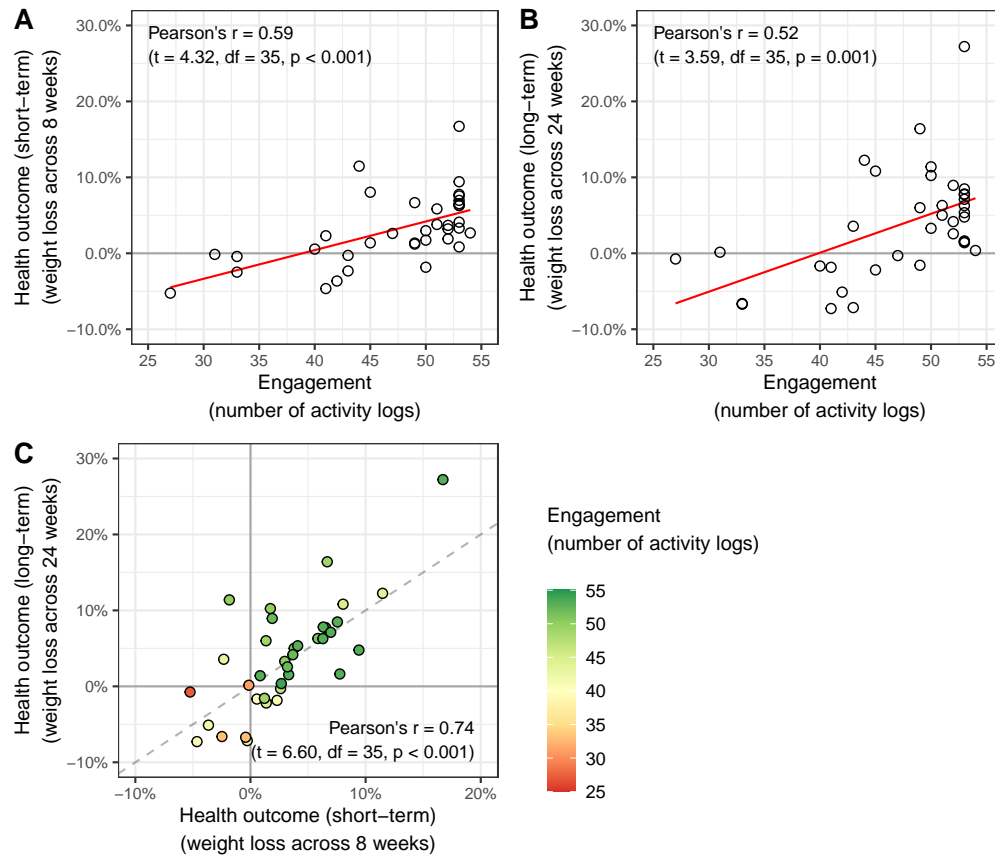 A
Health outcome (short−term)
(weight loss across 8 weeks)
30.0%
20.0%
10.0%
0.0%
−10.0%
Pearson's r = 0.59
(t = 4.32, df = 35, p < 0.001)
25 30 35 40 45 50 55
Engagement
(number of activity logs)
B
Health outcome (long−term)
(weight loss across 24 weeks)
30.0%
20.0%
10.0%
0.0%
−10.0%
Pearson's r = 0.52
(t = 3.59, df = 35, p = 0.001)
25 30 35 40 45 50 55
Engagement
(number of activity logs)
C
Health outcome (long−term)
(weight loss across 24 weeks)
30%
20%
10%
0%
−10%
Pearson's r = 0.74
(t = 6.60, df = 35, p < 0.001)
−10% 0% 10% 20%
Health outcome (short−term)
(weight loss across 8 weeks)
Engagement
(number of activity logs)
55
50
45
40
35
30
25